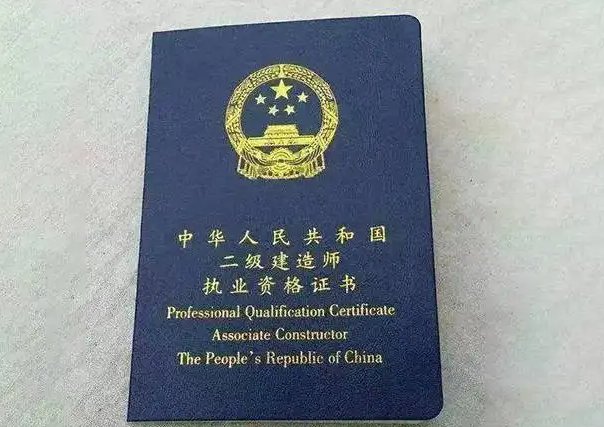 中华人民共和国
二级建造师
执业资格证书
Professional Qualification Certificate
Associate Constructor
The People's Republic of China